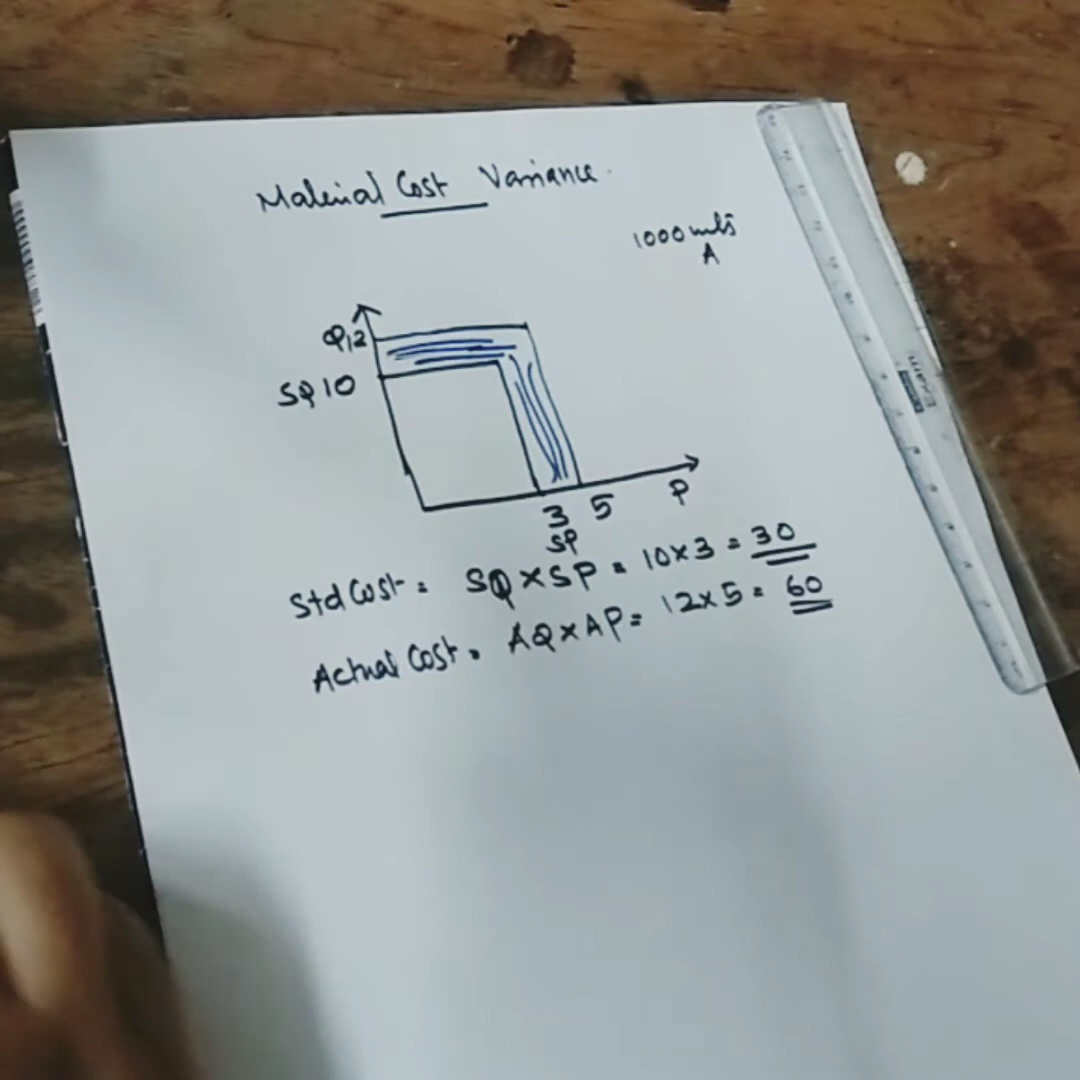 Material Cost Variance
1000 units
A
Q 12
SQ 10
3 5 P
SP
Std Cost = SQ × SP = 10 × 3 = 30
Actual Cost = AQ × AP = 12 × 5 = 60
Exam